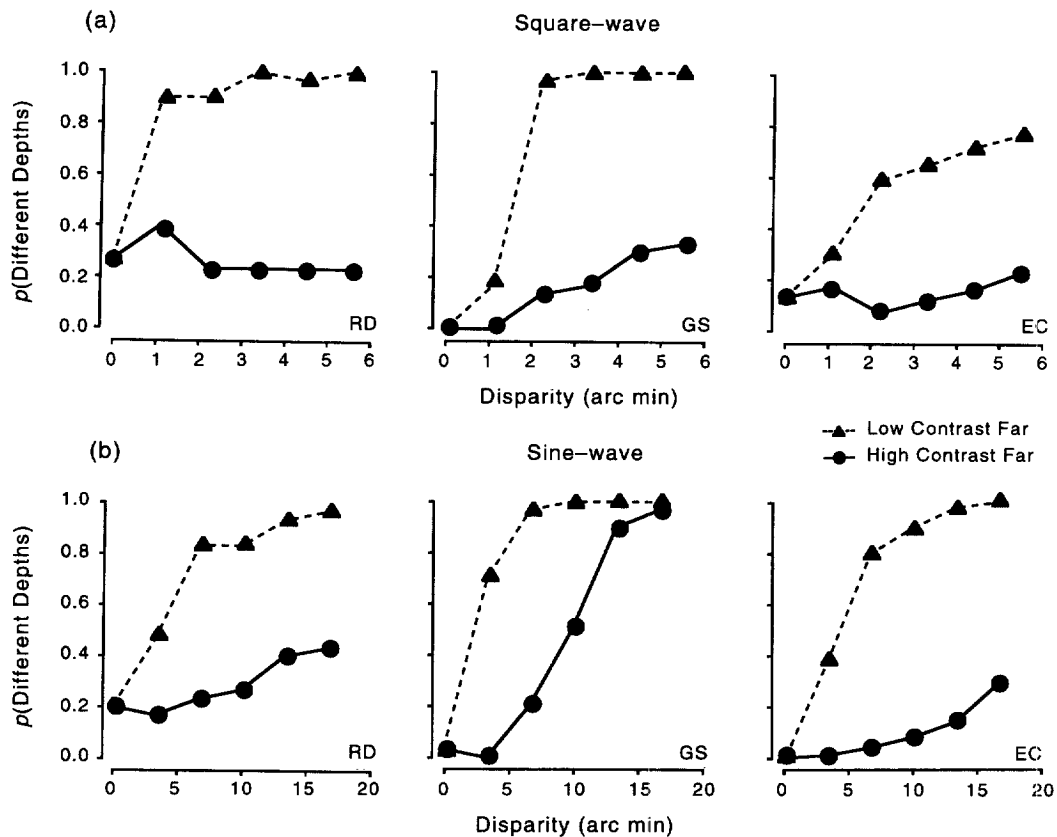 (a)
Square–wave
p(Different Depths)
1.0
0.8
0.6
0.4
0.2
0.0
RD
GS
EC
0 1 2 3 4 5 6
0 1 2 3 4 5 6
0 1 2 3 4 5 6
Disparity (arc min)
Low Contrast Far
High Contrast Far
(b)
Sine–wave
p(Different Depths)
1.0
0.8
0.6
0.4
0.2
0.0
RD
GS
EC
0 5 10 15 20
0 5 10 15 20
0 5 10 15 20
Disparity (arc min)